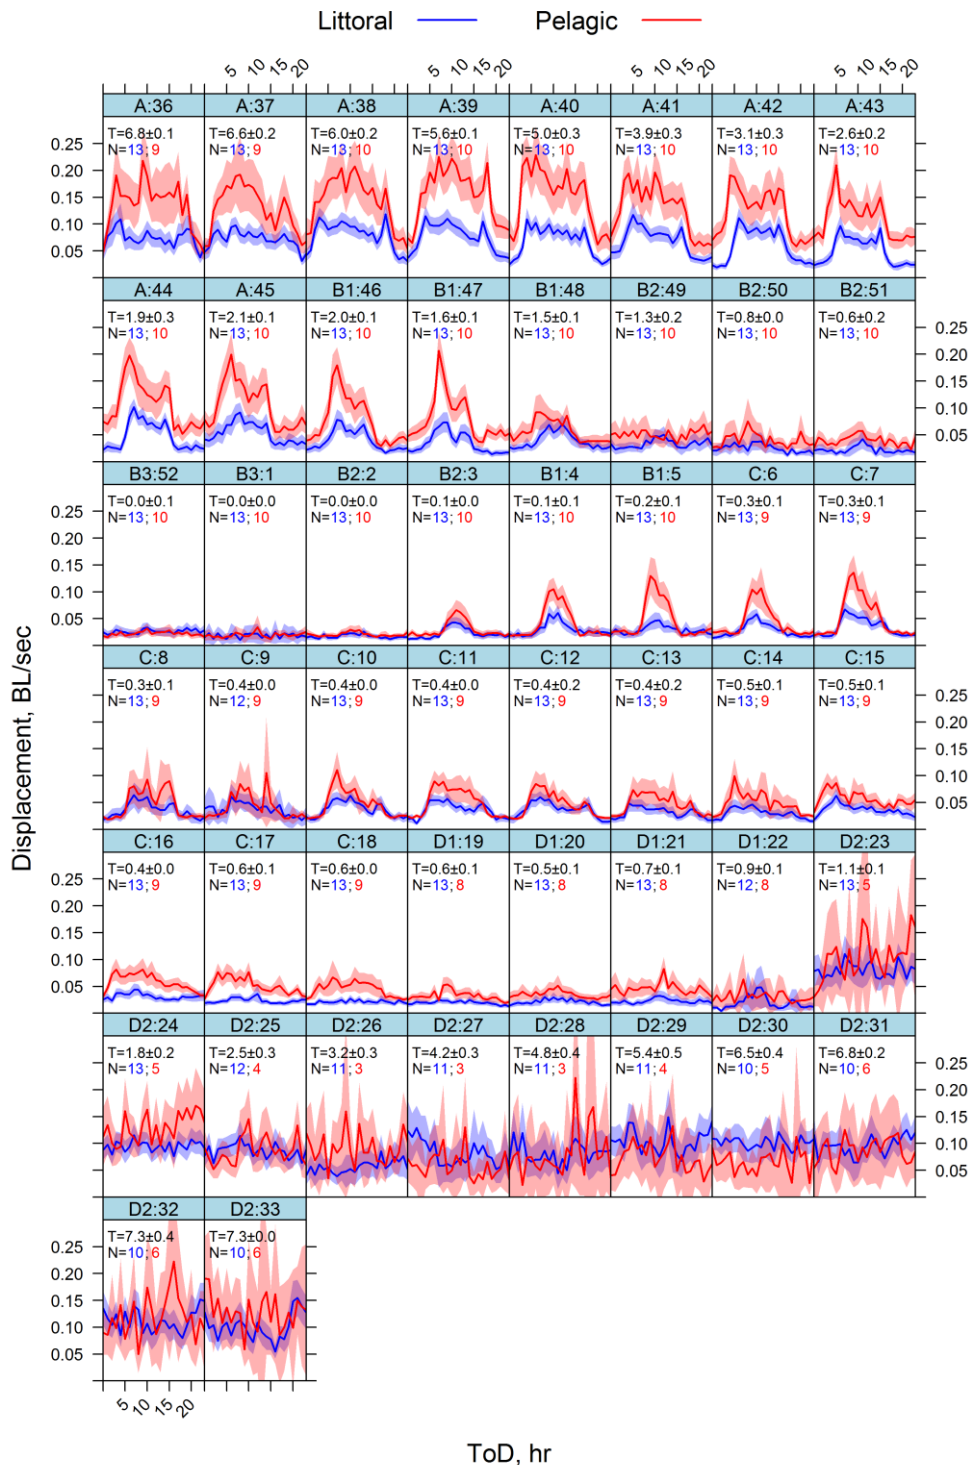 Littoral Pelagic
5 10 15 20 5 10 15 20 5 10 15 20 5 10 15 20
A:36 A:37 A:38 A:39 A:40 A:41 A:42 A:43
T=6.8±0.1 T=6.6±0.2 T=6.0±0.2 T=5.6±0.1 T=5.0±0.3 T=3.9±0.3 T=3.1±0.3 T=2.6±0.2
N=13;9 N=13;9 N=13;10 N=13;10 N=13;10 N=13;10 N=13;10 N=13;10
0.25
0.20
0.15
0.10
0.05
A:44 A:45 B1:46 B1:47 B1:48 B2:49 B2:50 B2:51
T=1.9±0.3 T=2.1±0.1 T=2.0±0.1 T=1.6±0.1 T=1.5±0.1 T=1.3±0.2 T=0.8±0.0 T=0.6±0.2
N=13;10 N=13;10 N=13;10 N=13;10 N=13;10 N=13;10 N=13;10 N=13;10
0.25
0.20
0.15
0.10
0.05
B3:52 B3:1 B2:2 B2:3 B1:4 B1:5 C:6 C:7
T=0.0±0.1 T=0.0±0.0 T=0.0±0.0 T=0.1±0.0 T=0.1±0.1 T=0.2±0.1 T=0.3±0.1 T=0.3±0.1
N=13;10 N=13;10 N=13;10 N=13;10 N=13;10 N=13;10 N=13;9 N=13;9
0.25
0.20
0.15
0.10
0.05
C:8 C:9 C:10 C:11 C:12 C:13 C:14 C:15
T=0.3±0.1 T=0.4±0.0 T=0.4±0.0 T=0.4±0.0 T=0.4±0.2 T=0.4±0.2 T=0.5±0.1 T=0.5±0.1
N=13;9 N=12;9 N=13;9 N=13;9 N=13;9 N=13;9 N=13;9 N=13;9
0.25
0.20
0.15
0.10
0.05
Displacement, BL/sec
C:16 C:17 C:18 D1:19 D1:20 D1:21 D1:22 D2:23
T=0.4±0.0 T=0.6±0.1 T=0.6±0.0 T=0.6±0.1 T=0.5±0.1 T=0.7±0.1 T=0.9±0.1 T=1.1±0.1
N=13;9 N=13;9 N=13;9 N=13;8 N=13;8 N=13;8 N=12;8 N=13;5
0.25
0.20
0.15
0.10
0.05
D2:24 D2:25 D2:26 D2:27 D2:28 D2:29 D2:30 D2:31
T=1.8±0.2 T=2.5±0.3 T=3.2±0.3 T=4.2±0.3 T=4.8±0.4 T=5.4±0.5 T=6.5±0.4 T=6.8±0.2
N=13;5 N=12;4 N=11;3 N=11;3 N=11;3 N=11;4 N=10;5 N=10;6
0.25
0.20
0.15
0.10
0.05
D2:32 D2:33
T=7.3±0.4 T=7.3±0.0
N=10;6 N=10;6
0.25
0.20
0.15
0.10
0.05
5 10 15 20
ToD, hr